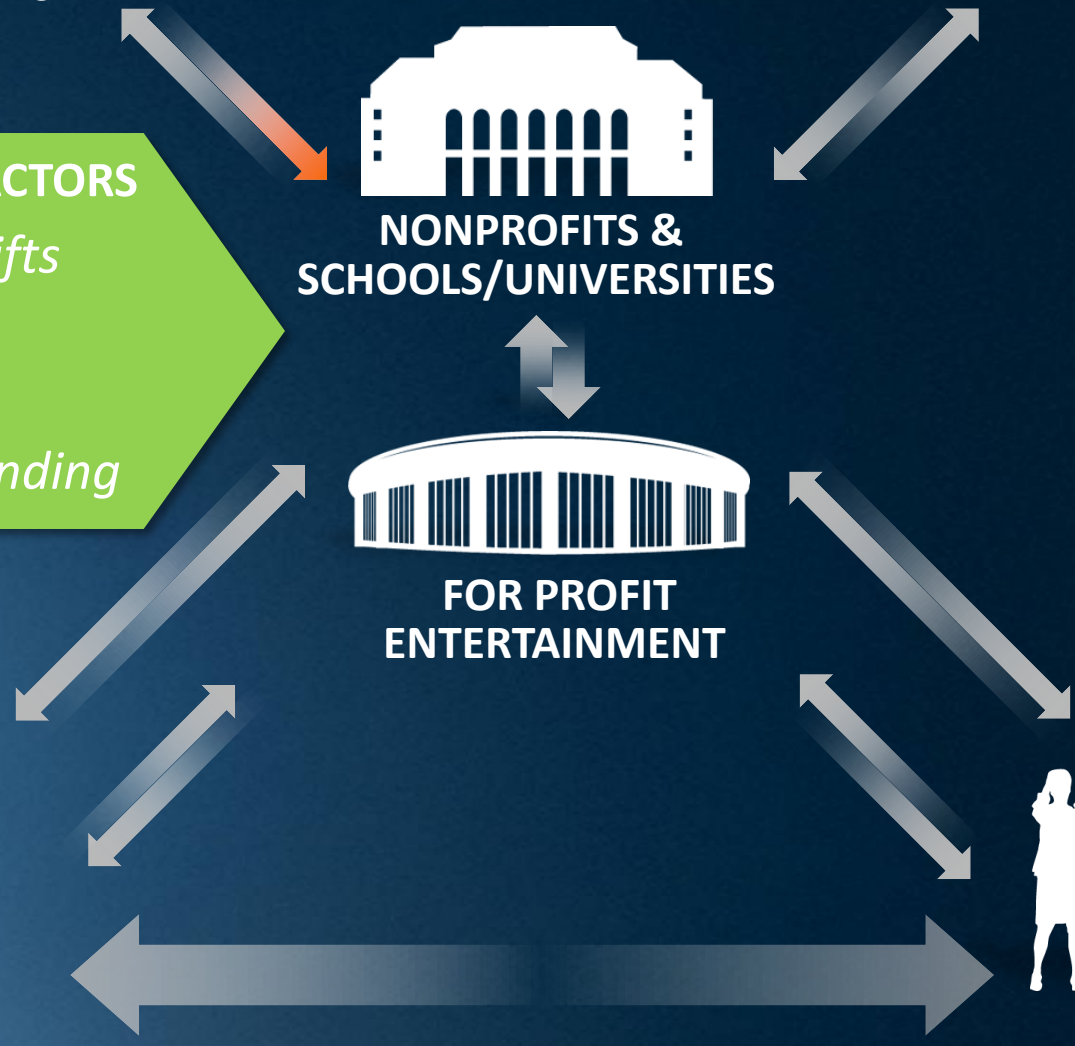 ACTORS
ifts
nding
NONPROFITS &
SCHOOLS/UNIVERSITIES
FOR PROFIT
ENTERTAINMENT